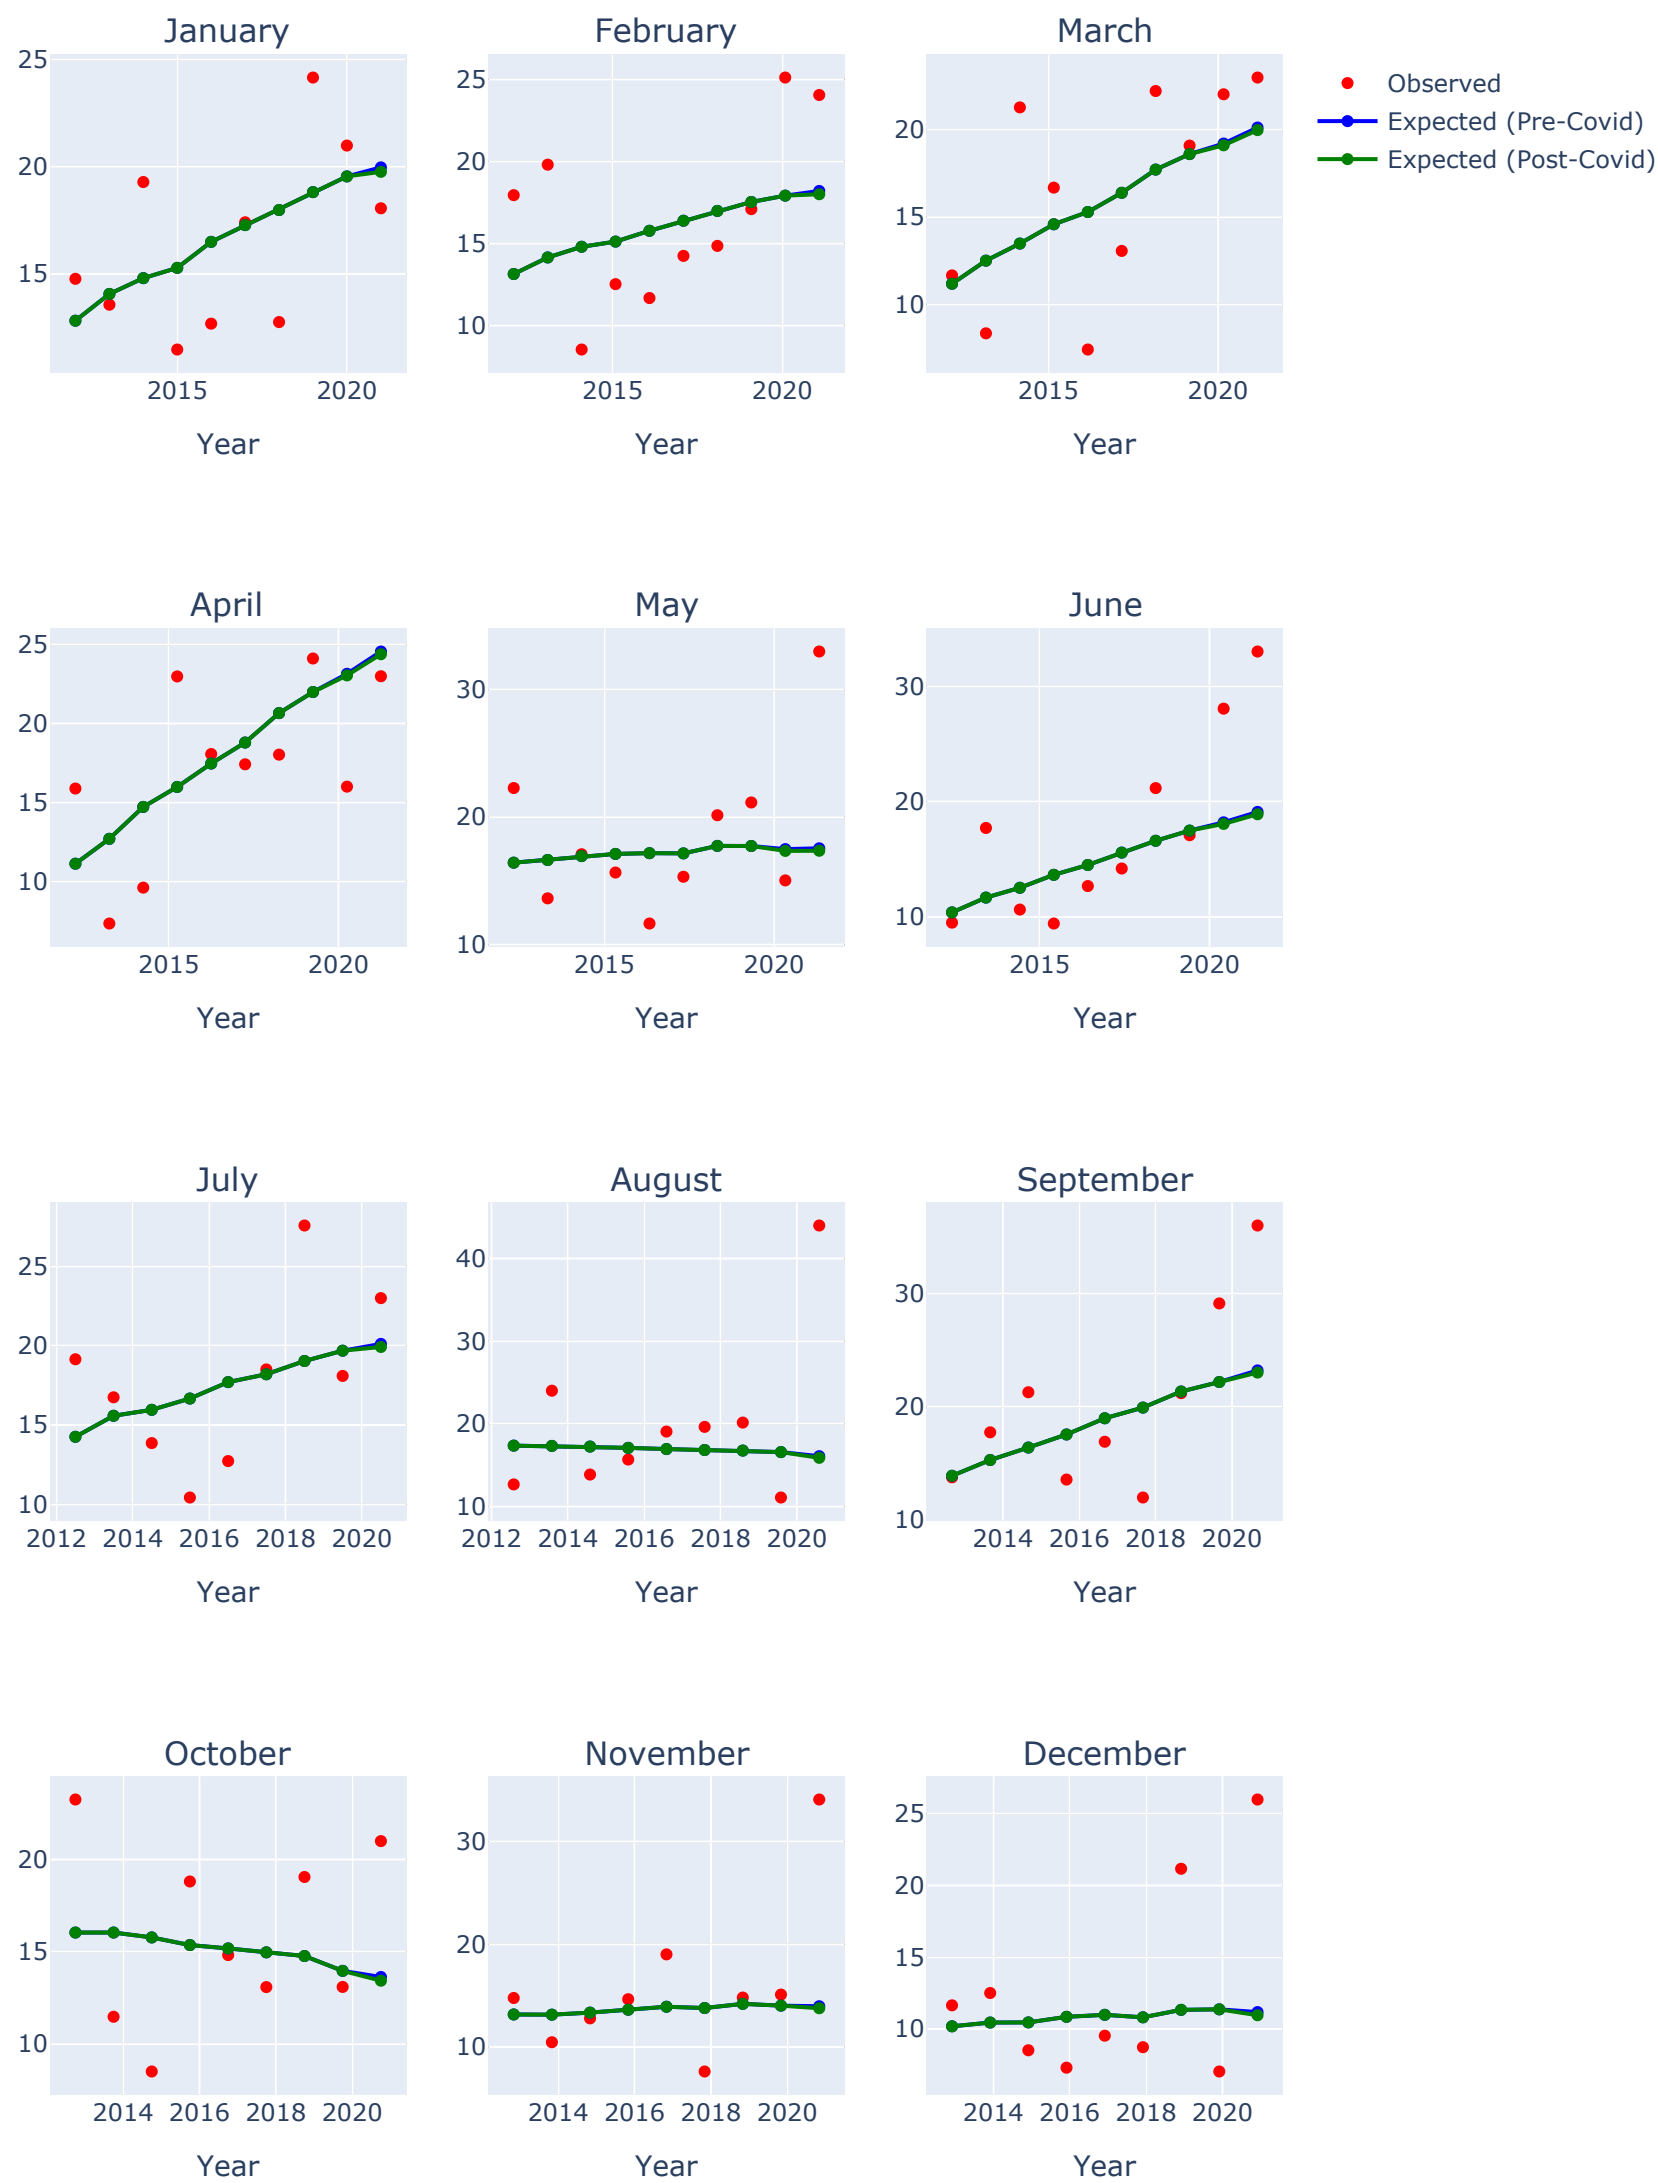 January
February
March
25
20
15
2015
2020
Year
25
20
15
10
2015
2020
Year
20
15
10
2015
2020
Year
Observed
Expected (Pre-Covid)
Expected (Post-Covid)
April
May
June
25
20
15
10
2015
2020
Year
30
20
10
2015
2020
Year
30
20
10
2015
2020
Year
July
August
September
25
20
15
10
2012
2014
2016
2018
2020
Year
40
30
20
10
2012
2014
2016
2018
2020
Year
30
20
10
2014
2016
2018
2020
Year
October
November
December
20
15
10
2014
2016
2018
2020
Year
30
20
10
2014
2016
2018
2020
Year
25
20
15
10
2014
2016
2018
2020
Year